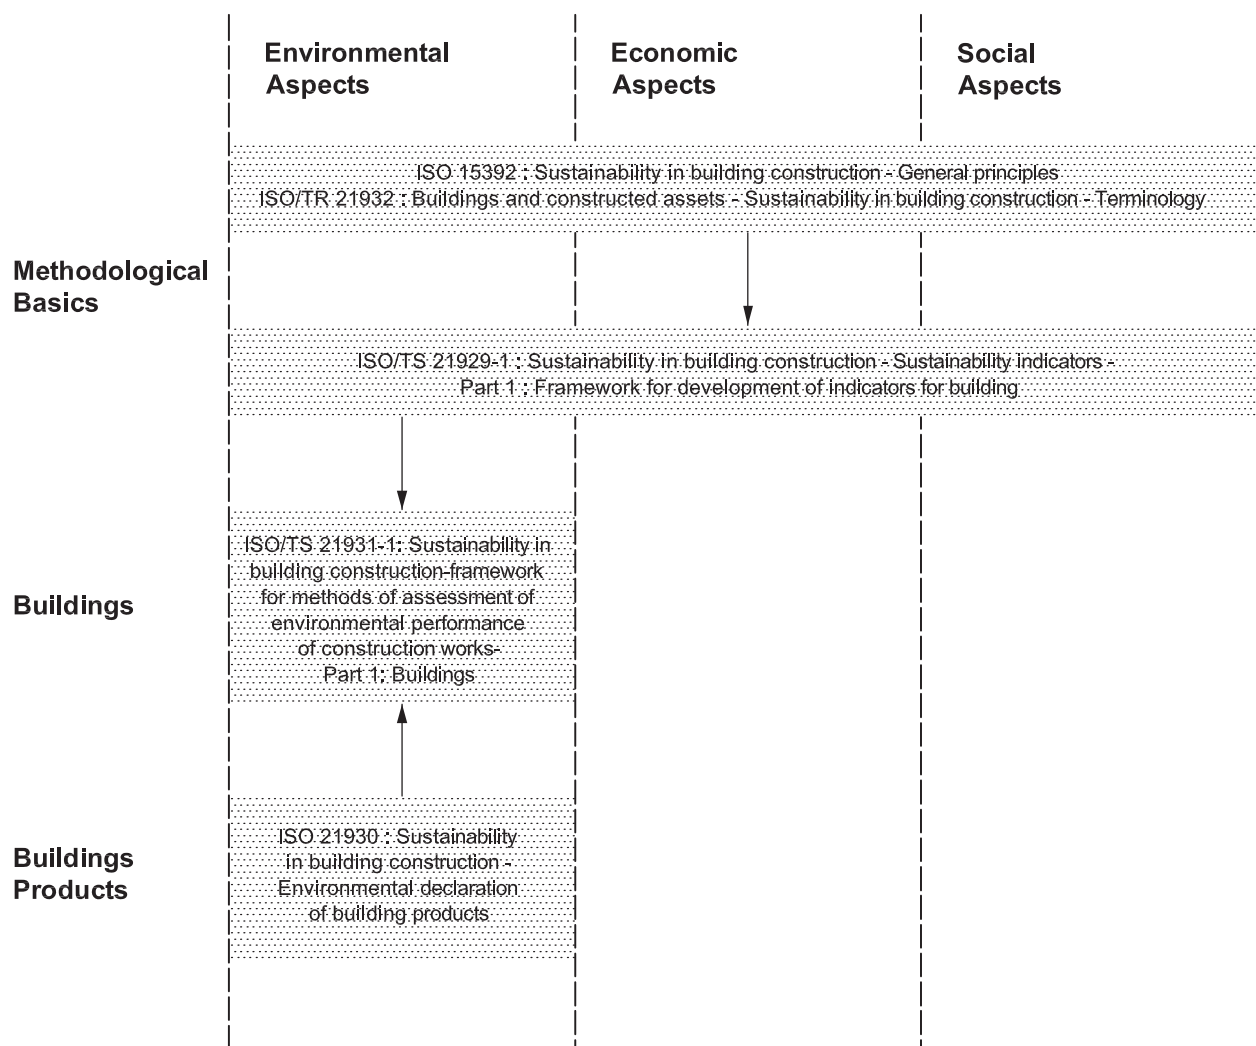 Environmental
Aspects
Economic
Aspects
Social
Aspects
ISO 15392 : Sustainability in building construction - General principles
ISO/TR 21932 : Buildings and constructed assets - Sustainability in building construction - Terminology
Methodological
Basics
ISO/TS 21929-1 : Sustainability in building construction - Sustainability indicators -
Part 1 : Framework for development of indicators for building
Buildings
ISO/TS 21931-1: Sustainability in
building construction-framework
for methods of assessment of
environmental performance
of construction works-
Part 1: Buildings
Buildings
Products
ISO 21930 : Sustainability
in building construction -
Environmental declaration
of building products